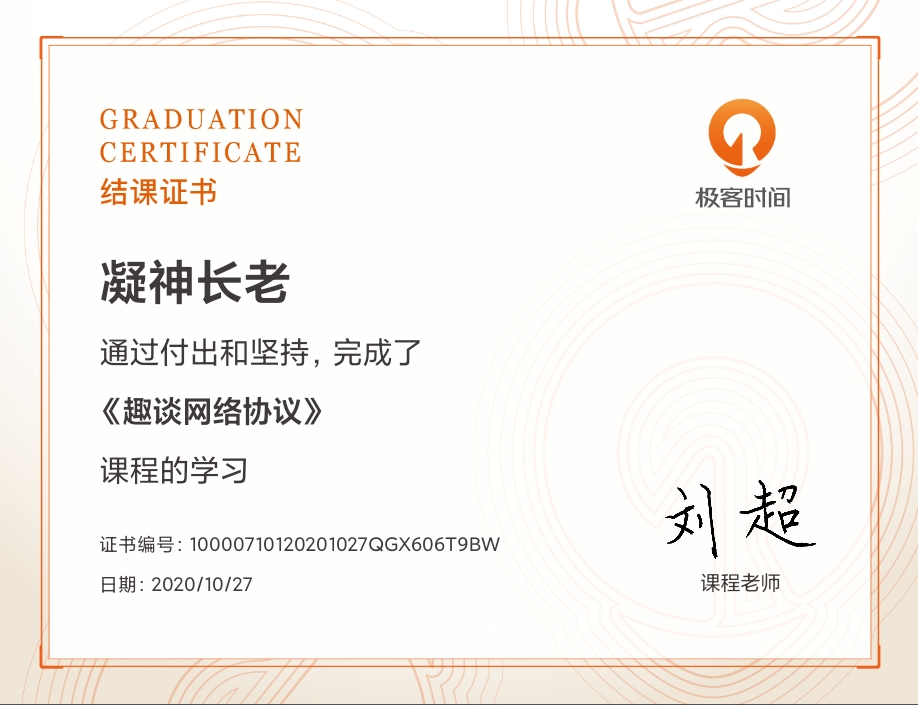 GRADUATION
CERTIFICATE
结课证书
极客时间
凝神长老
通过付出和坚持，完成了
《趣谈网络协议》
课程的学习
证书编号：10000710120201027QGX606T9BW
日期：2020/10/27
刘超
课程老师